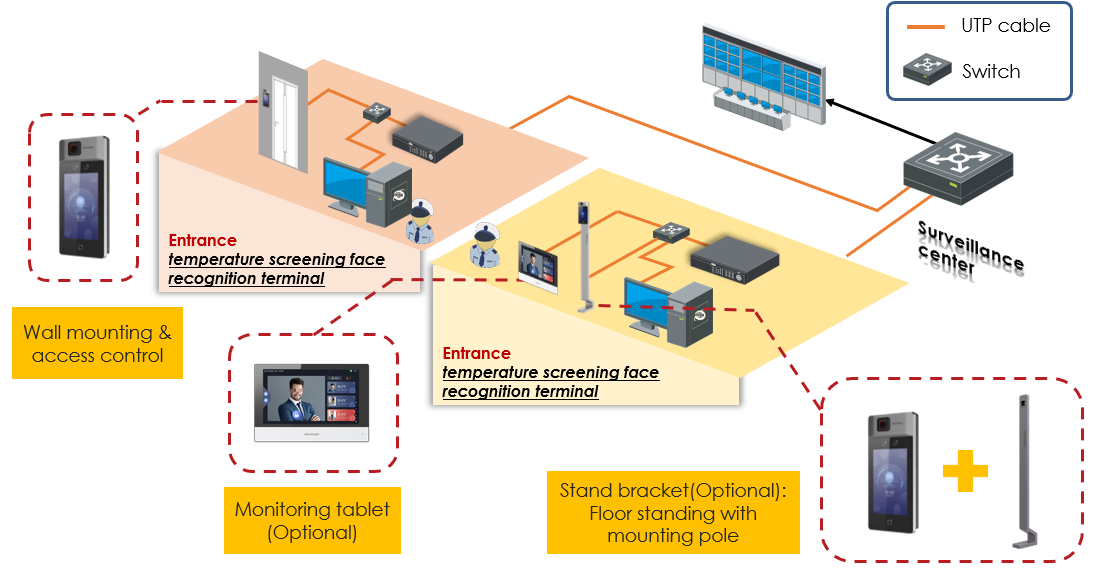 UTP cable
Switch
Surveillance
center
Entrance
temperature screening face
recognition terminal
Wall mounting &
access control
Entrance
temperature screening face
recognition terminal
Monitoring tablet
(Optional)
Stand bracket(Optional):
Floor standing with
mounting pole